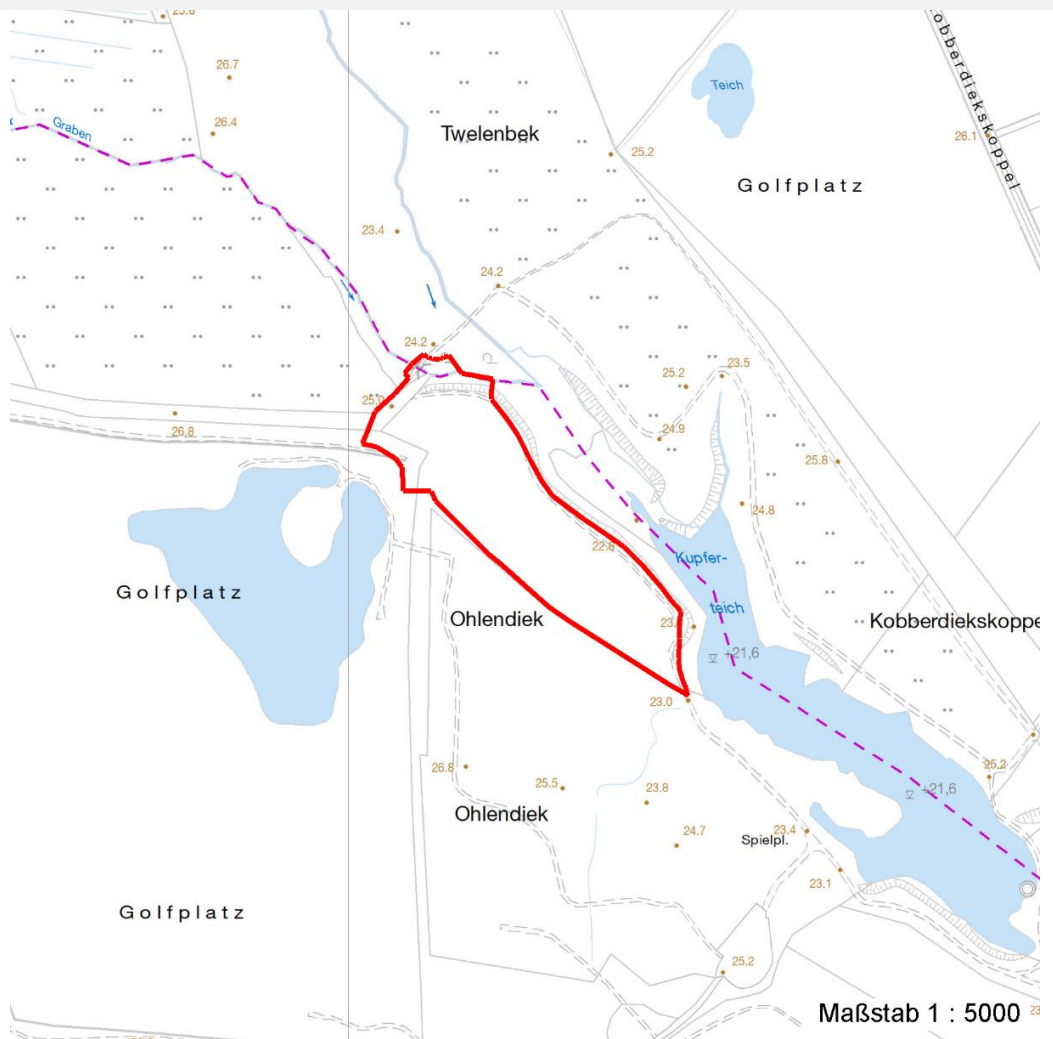 25.8
26.7
Teich
Kobberdiekskoppel
Graben
26.4
Twelenbek
26.1
25.2
Golfplatz
23.4
24.2
24.2
23.5
25.2
25.0
26.8
24.9
25.8
24.8
22.8
Kupfer-
teich
Golfplatz
Ohlendiek
Kobberdiekskoppe
+21,6
23.0
26.8
25.2
25.5
23.8
+21,6
Ohlendiek
24.7
Spielpl.
23.4
23.1
Golfplatz
25.2
Maßstab 1 : 5000